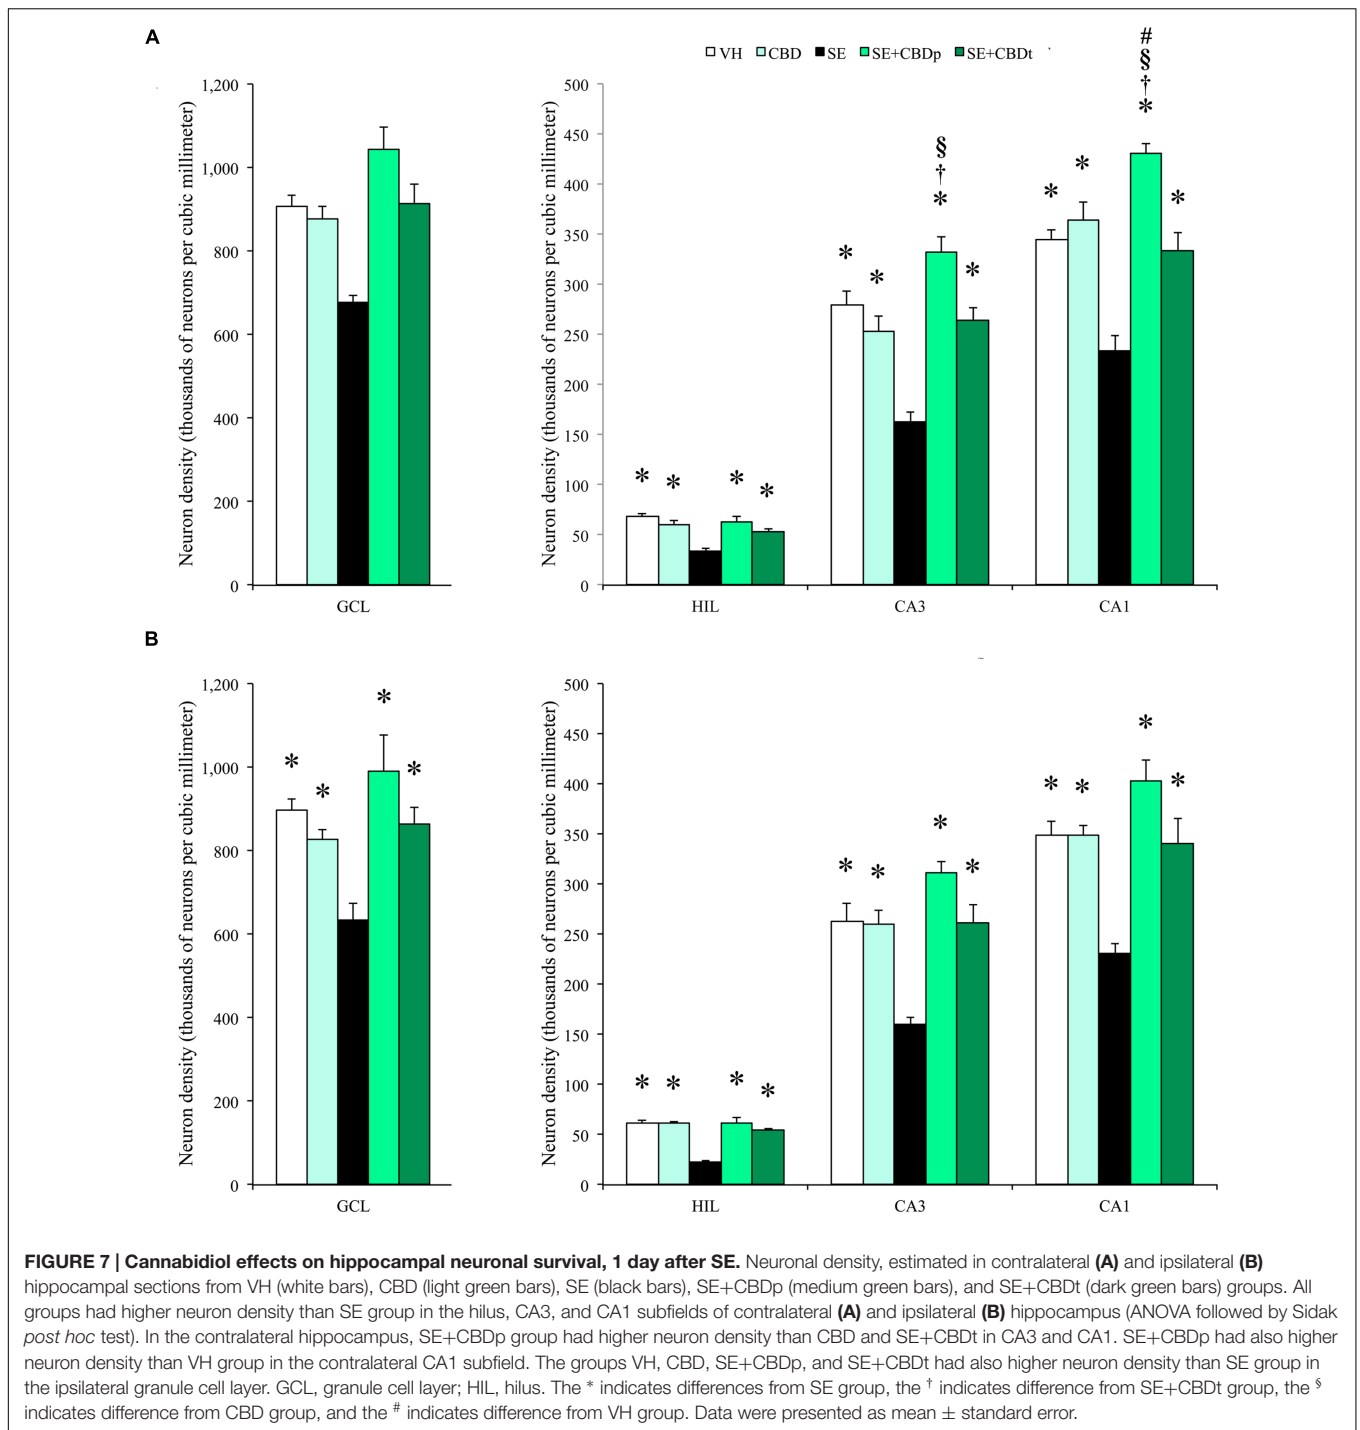 A
VH CBD SE SE+CBDp SE+CBDt
#
§
†
*
1,200
1,000
800
600
400
200
0
Neuron density (thousands of neurons per cubic millimeter)
GCL
500
450
400
350
300
250
200
150
100
50
0
Neuron density (thousands of neurons per cubic millimeter)
* * * *
* * § † * *
* * *
HIL CA3 CA1
B
1,200
1,000
800
600
400
200
0
Neuron density (thousands of neurons per cubic millimeter)
* * * *
GCL
500
450
400
350
300
250
200
150
100
50
0
Neuron density (thousands of neurons per cubic millimeter)
* * * *
* * * *
* * * *
HIL CA3 CA1
FIGURE 7 | Cannabidiol effects on hippocampal neuronal survival, 1 day after SE. Neuronal density, estimated in contralateral (A) and ipsilateral (B)
hippocampal sections from VH (white bars), CBD (light green bars), SE (black bars), SE+CBDp (medium green bars), and SE+CBDt (dark green bars) groups. All
groups had higher neuron density than SE group in the hilus, CA3, and CA1 subfields of contralateral (A) and ipsilateral (B) hippocampus (ANOVA followed by Sidak
post hoc test). In the contralateral hippocampus, SE+CBDp group had higher neuron density than CBD and SE+CBDt in CA3 and CA1. SE+CBDp had also higher
neuron density than VH group in the contralateral CA1 subfield. The groups VH, CBD, SE+CBDp, and SE+CBDt had also higher neuron density than SE group in
the ipsilateral granule cell layer. GCL, granule cell layer; HIL, hilus. The * indicates differences from SE group, the † indicates difference from SE+CBDt group, the §
indicates difference from CBD group, and the # indicates difference from VH group. Data were presented as mean ± standard error.